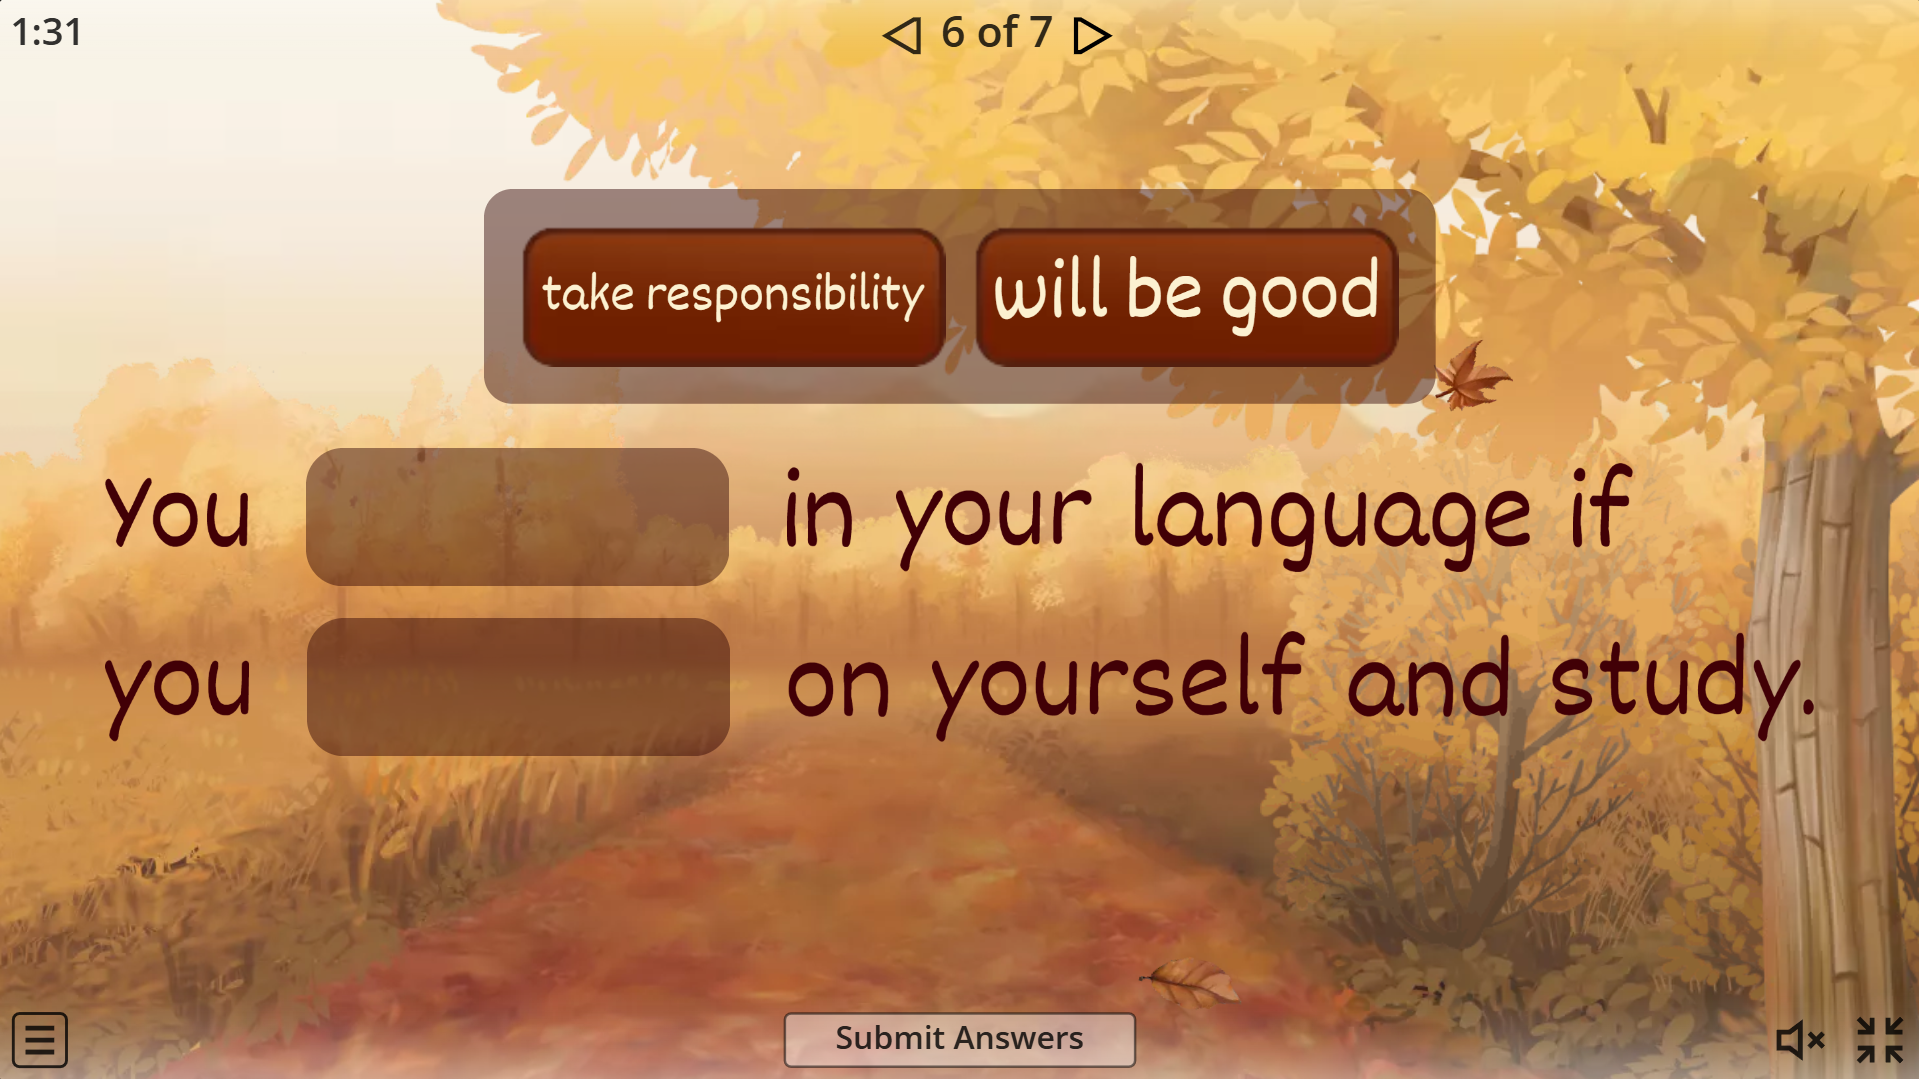 1:31
6 of 7
take responsibility
will be good
You in your language if
you on yourself and study.
Submit Answers